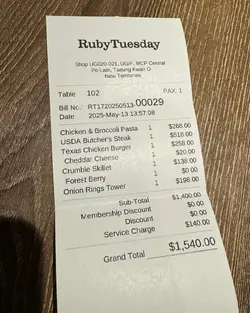 RubyTuesday
Shop UG020-021, UG/F, MCP Central
Po Lam, Tseung Kwan O
New Territories
Table 102 PAX: 1
Bill No.: RT1720250513-00029
Date 2025-May-13 13:57:08
Chicken & Broccoli Pasta 1 $268.00
USDA Butcher's Steak 1 $518.00
Texas Chicken Burger 1 $258.00
Cheddar Cheese 1 $20.00
Crumble Skillet 1 $138.00
Forest Berry 1 $0.00
Onion Rings Tower 1 $198.00
Sub-Total $1,400.00
Membership Discount $0.00
Discount $0.00
Service Charge $140.00
Grand Total $1,540.00